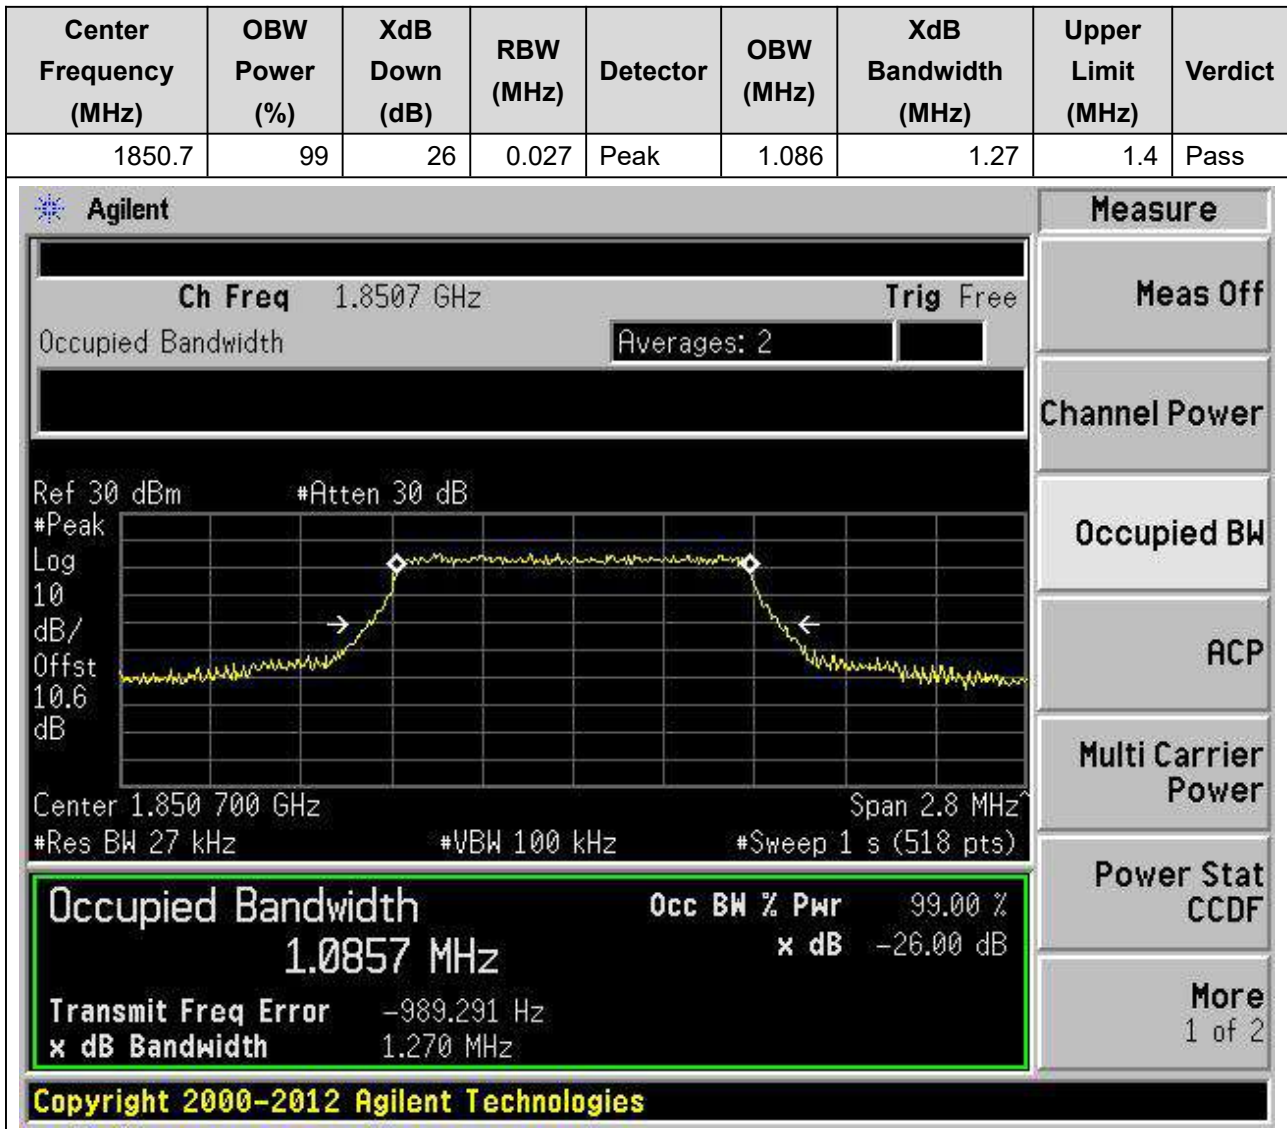 Center Frequency (MHz) OBW Power (%) XdB Down (dB) RBW (MHz) Detector OBW (MHz) XdB Bandwidth (MHz) Upper Limit (MHz) Verdict
1850.7 99 26 0.027 Peak 1.086 1.27 1.4 Pass
Agilent
Measure
Ch Freq 1.8507 GHz Trig Free
Occupied Bandwidth Averages: 2
Meas Off
Channel Power
Occupied BW
ACP
Multi Carrier
Power
Power Stat
CCDF
More
1 of 2
Ref 30 dBm #Atten 30 dB
#Peak
Log
10
dB/
Offst
10.6
dB
Center 1.850 700 GHz Span 2.8 MHz^
#Res BW 27 kHz #VBW 100 kHz #Sweep 1 s (518 pts)
Occupied Bandwidth Occ BW % Pwr 99.00 %
1.0857 MHz x dB -26.00 dB
Transmit Freq Error -989.291 Hz
x dB Bandwidth 1.270 MHz
Copyright 2000-2012 Agilent Technologies